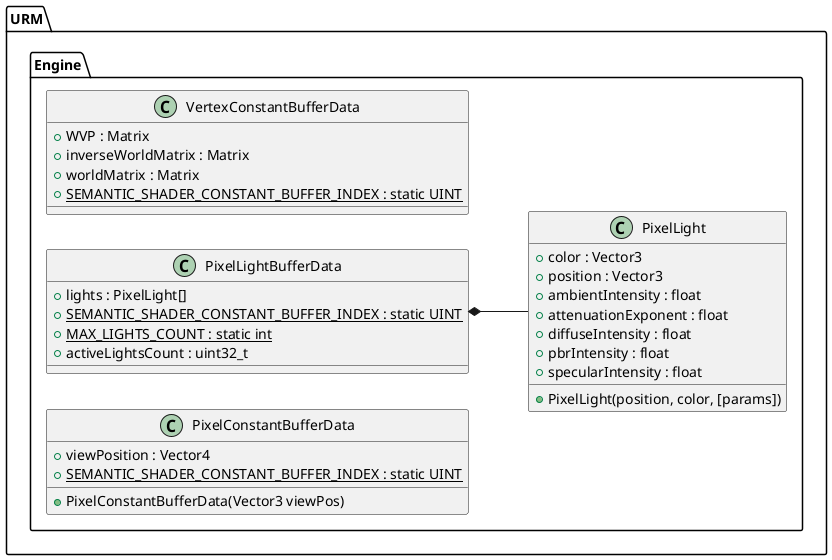 URM
Engine
C VertexConstantBufferData
WVP : Matrix
inverseWorldMatrix : Matrix
worldMatrix : Matrix
SEMANTIC_SHADER_CONSTANT_BUFFER_INDEX : static UINT
C PixelLightBufferData
lights : PixelLight[]
SEMANTIC_SHADER_CONSTANT_BUFFER_INDEX : static UINT
MAX_LIGHTS_COUNT : static int
activeLightsCount : uint32_t
C PixelLight
color : Vector3
position : Vector3
ambientIntensity : float
attenuationExponent : float
diffuseIntensity : float
pbrIntensity : float
specularIntensity : float
PixelLight(position, color, [params])
C PixelConstantBufferData
viewPosition : Vector4
SEMANTIC_SHADER_CONSTANT_BUFFER_INDEX : static UINT
PixelConstantBufferData(Vector3 viewPos)